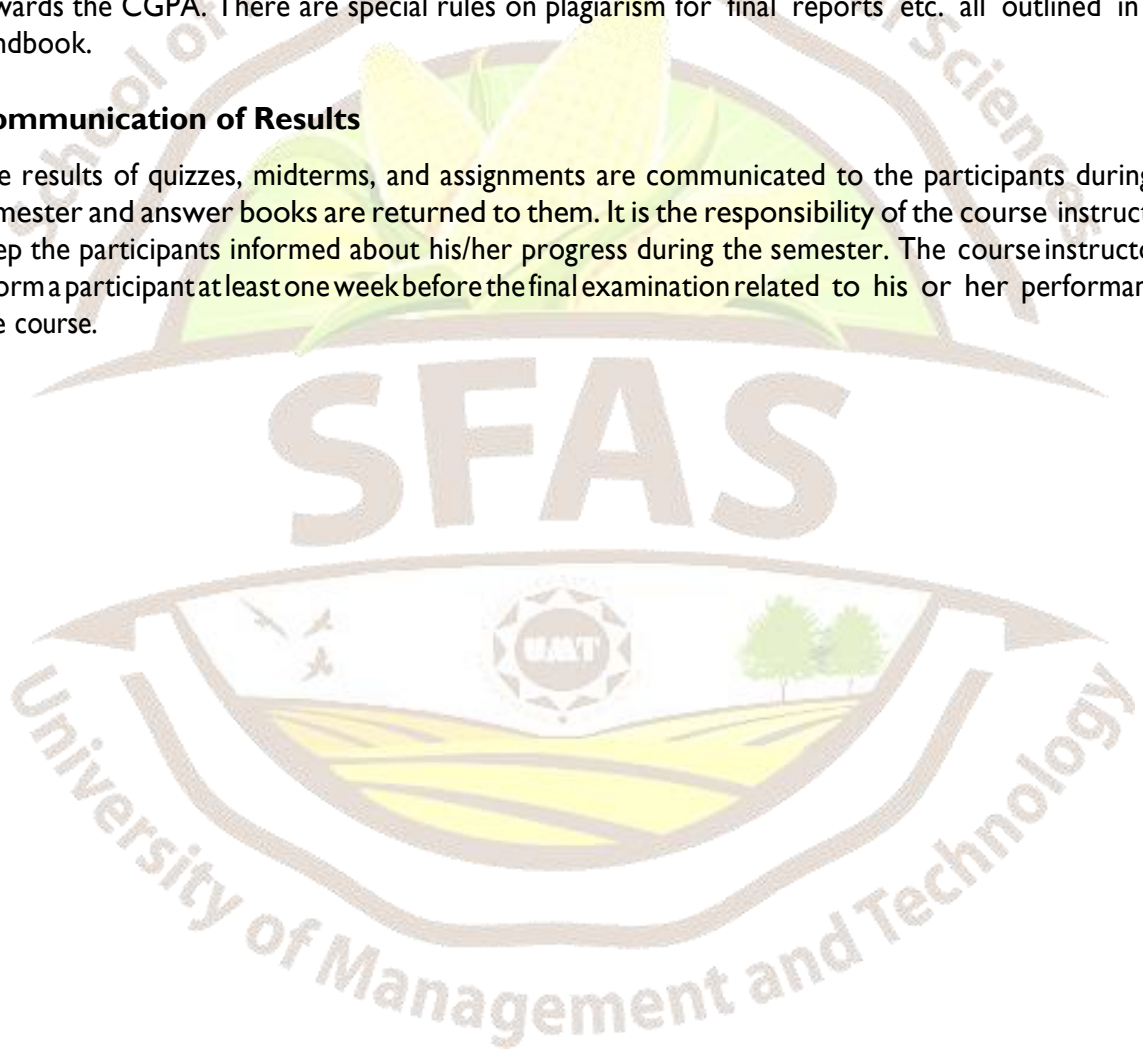 wards the CGPA. There are special rules on plagiarism for final reports etc. all outlined in
ndbook.
ommunication of Results
e results of quizzes, midterms, and assignments are communicated to the participants during
mester and answer books are returned to them. It is the responsibility of the course instruct
ep the participants informed about his/her progress during the semester. The course instructo
orm a participant at least one week before the final examination related to his or her performan
e course.
School of
Sciences
SFAS
UMT
University of Management and Technology